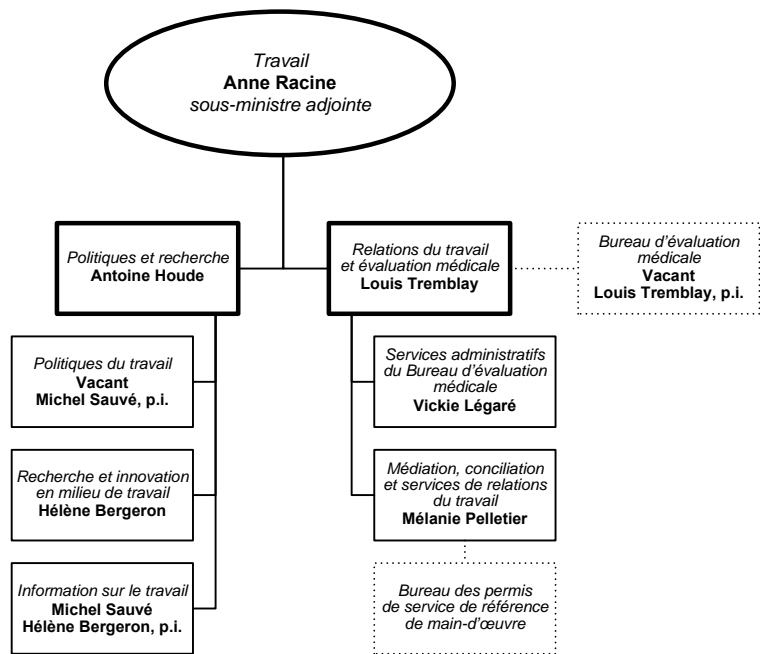 Travail
Anne Racine
sous-ministre adjointe
Politiques et recherche
Antoine Houde
Relations du travail
et évaluation médicale
Louis Tremblay
Bureau d'évaluation
médicale
Vacant
Louis Tremblay, p.i.
Politiques du travail
Vacant
Michel Sauvé, p.i.
Services administratifs
du Bureau d'évaluation
médicale
Vickie Légaré
Recherche et innovation
en milieu de travail
Hélène Bergeron
Médiation, conciliation
et services de relations
du travail
Mélanie Pelletier
Information sur le travail
Michel Sauvé
Hélène Bergeron, p.i.
Bureau des permis
de service de référence
de main-d'œuvre